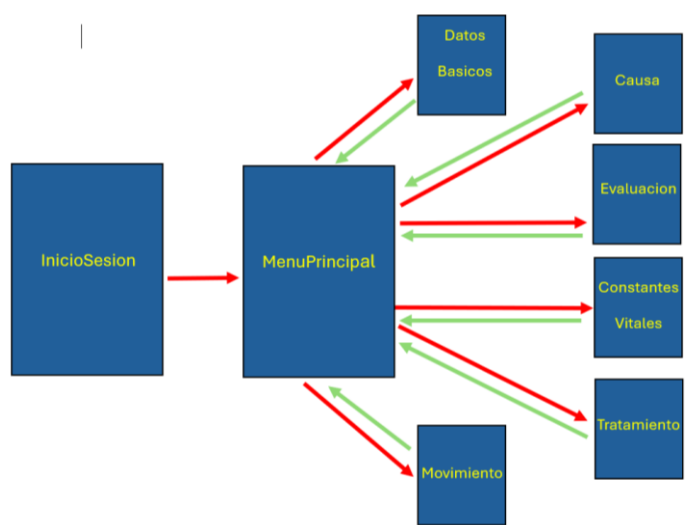 Datos
Basicos
Causa
Evaluacion
InicioSesion
MenuPrincipal
Constantes
Vitales
Tratamiento
Movimiento